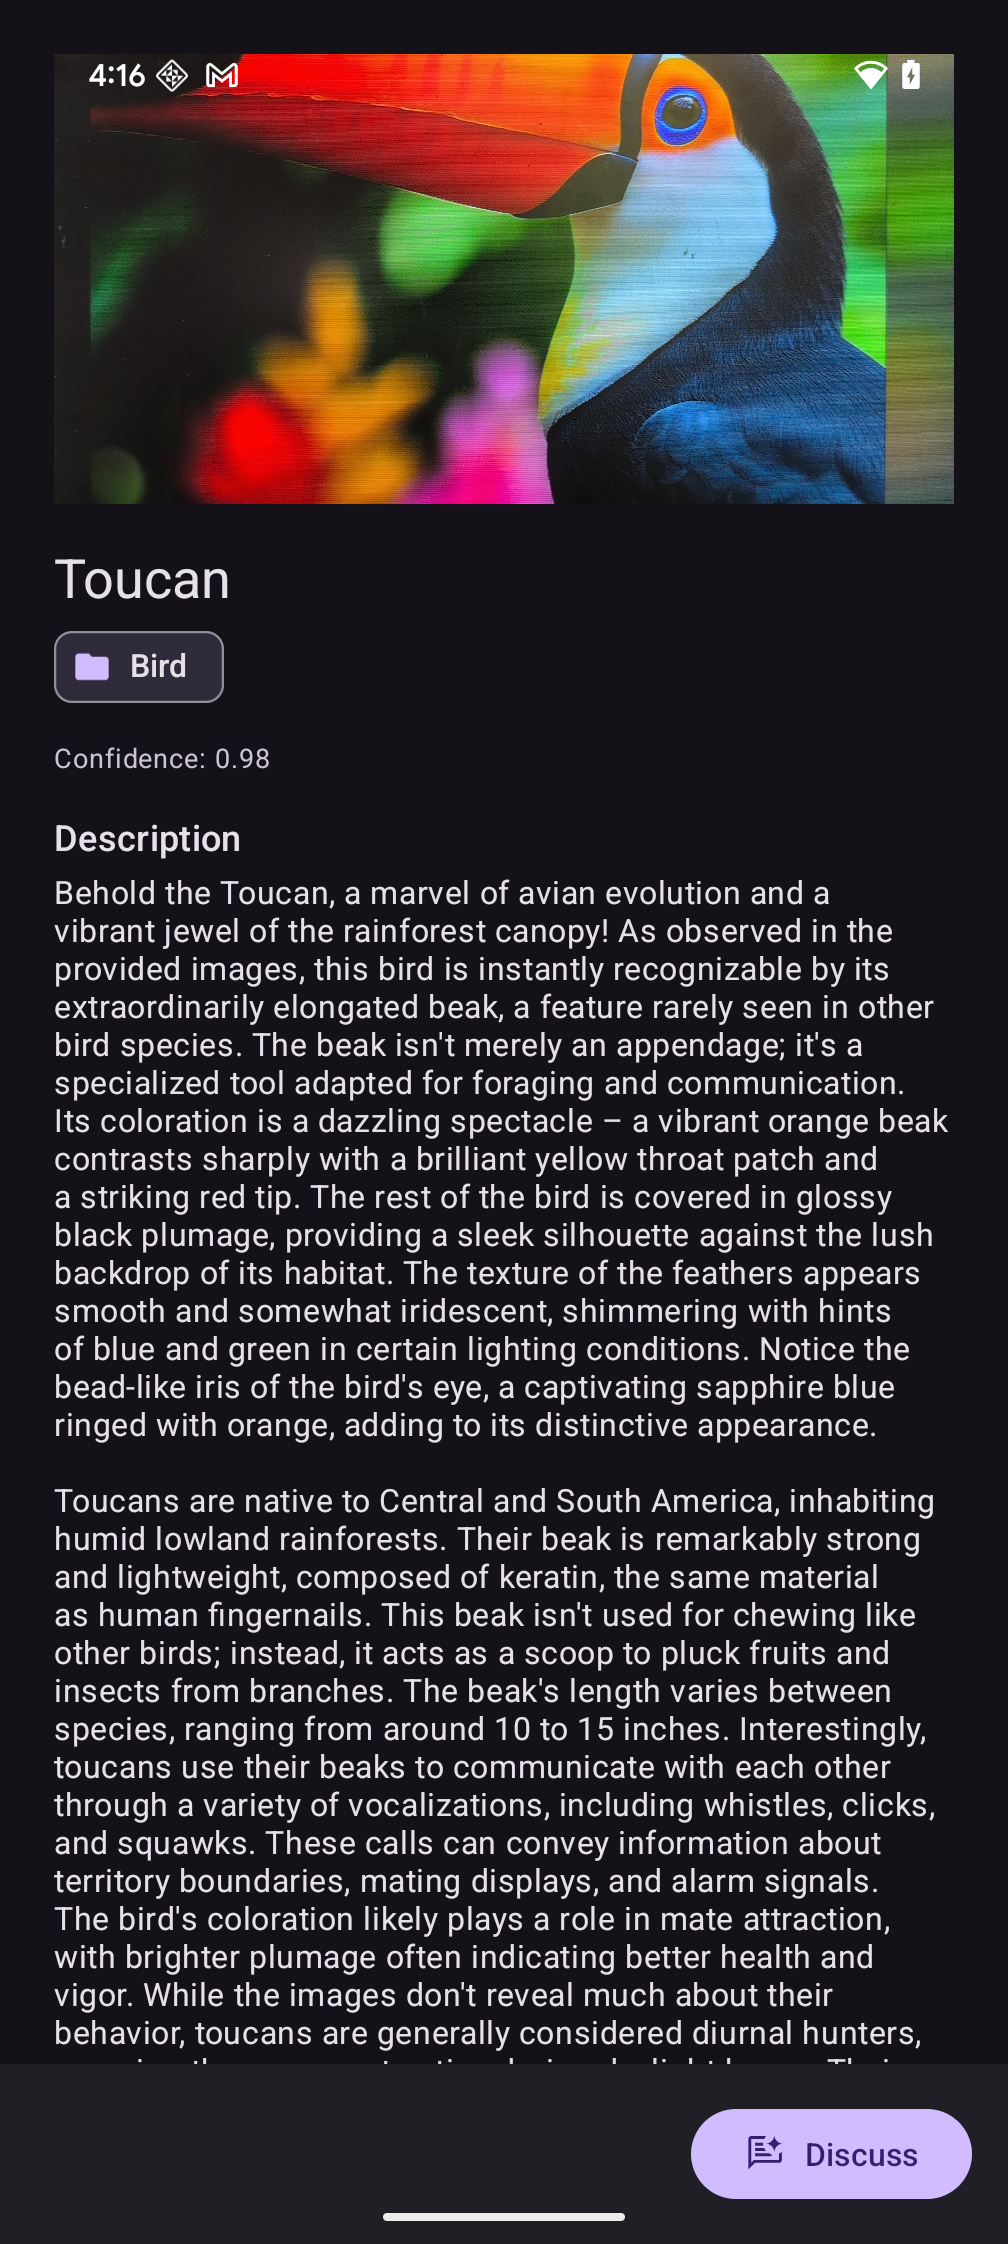 4:16
Toucan
Bird
Confidence: 0.98
Description
Behold the Toucan, a marvel of avian evolution and a
vibrant jewel of the rainforest canopy! As observed in the
provided images, this bird is instantly recognizable by its
extraordinarily elongated beak, a feature rarely seen in other
bird species. The beak isn't merely an appendage; it's a
specialized tool adapted for foraging and communication.
Its coloration is a dazzling spectacle – a vibrant orange beak
contrasts sharply with a brilliant yellow throat patch and
a striking red tip. The rest of the bird is covered in glossy
black plumage, providing a sleek silhouette against the lush
backdrop of its habitat. The texture of the feathers appears
smooth and somewhat iridescent, shimmering with hints
of blue and green in certain lighting conditions. Notice the
bead-like iris of the bird's eye, a captivating sapphire blue
ringed with orange, adding to its distinctive appearance.
Toucans are native to Central and South America, inhabiting
humid lowland rainforests. Their beak is remarkably strong
and lightweight, composed of keratin, the same material
as human fingernails. This beak isn't used for chewing like
other birds; instead, it acts as a scoop to pluck fruits and
insects from branches. The beak's length varies between
species, ranging from around 10 to 15 inches. Interestingly,
toucans use their beaks to communicate with each other
through a variety of vocalizations, including whistles, clicks,
and squawks. These calls can convey information about
territory boundaries, mating displays, and alarm signals.
The bird's coloration likely plays a role in mate attraction,
with brighter plumage often indicating better health and
vigor. While the images don't reveal much about their
behavior, toucans are generally considered diurnal hunters,
Discuss